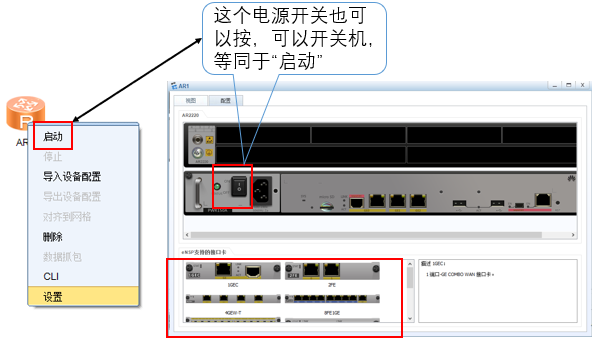 这个电源开关也可
以按，可以开关机，
等同于“启动”
AR
启动
停止
导入设备配置
导出设备配置
对齐到网格
删除
数据抓包
CLI
设置
AR1
视图
配置
AR2220
eNSP支持的接口卡
1GEC
2FE
4GEW-T
8FE1GE
描述 1GEC：
1 端口-GE COMBO WAN 接口卡。